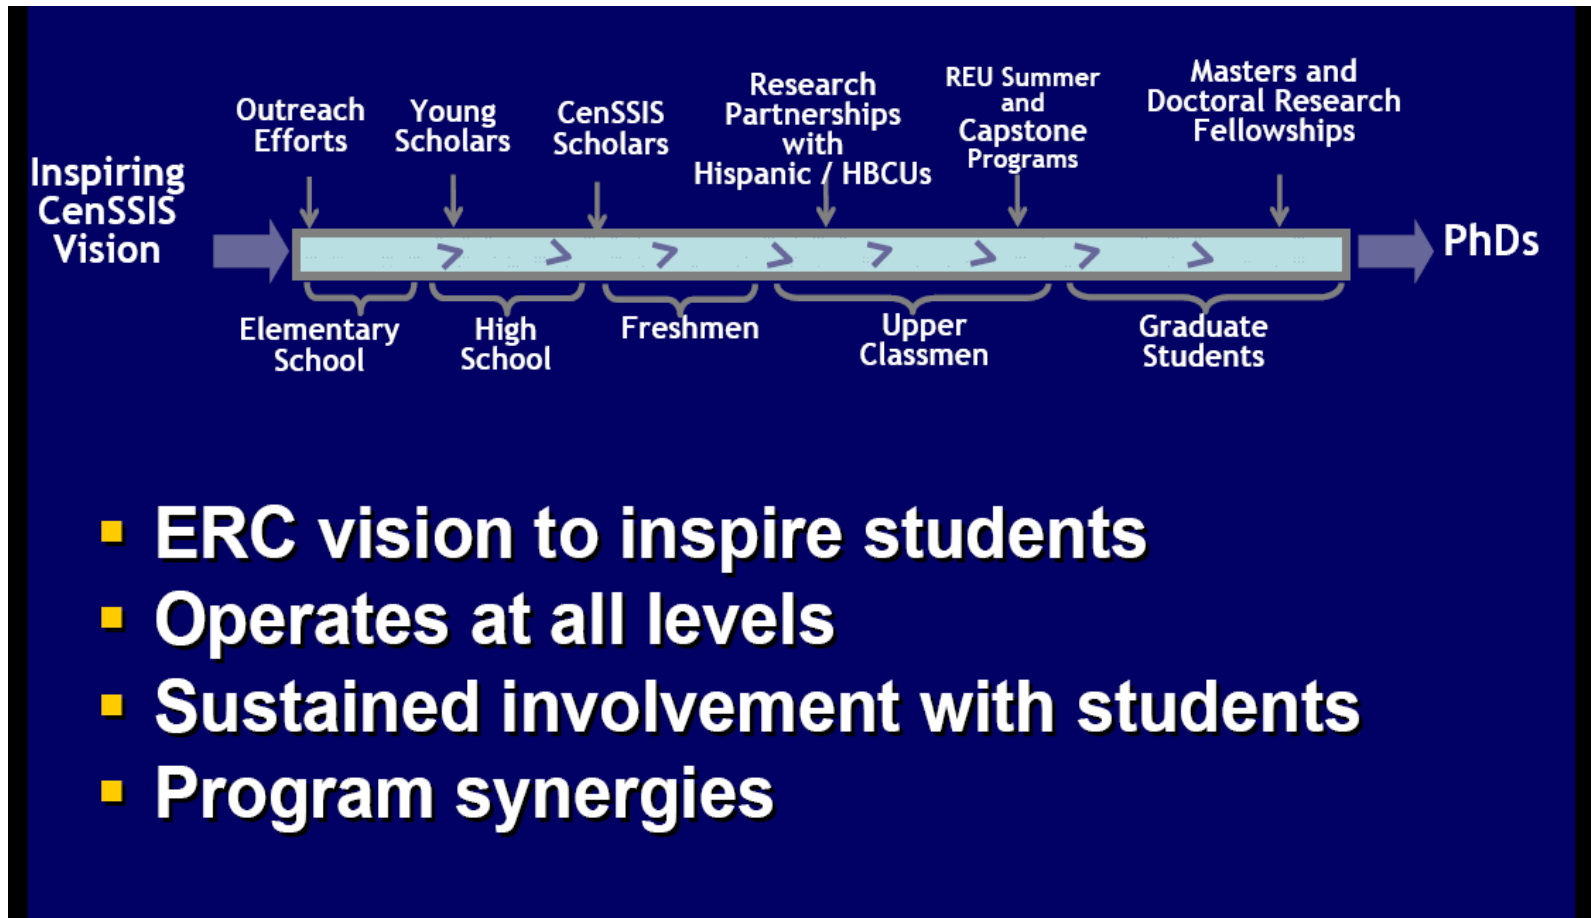 Inspiring
CenSSIS
Vision
Outreach
Efforts
Young
Scholars
CenSSIS
Scholars
Research
Partnerships
with
Hispanic / HBCUs
REU Summer
and
Capstone
Programs
Masters and
Doctoral Research
Fellowships
PhDs
Elementary
School
High
School
Freshmen
Upper
Classmen
Graduate
Students
ERC vision to inspire students
Operates at all levels
Sustained involvement with students
Program synergies